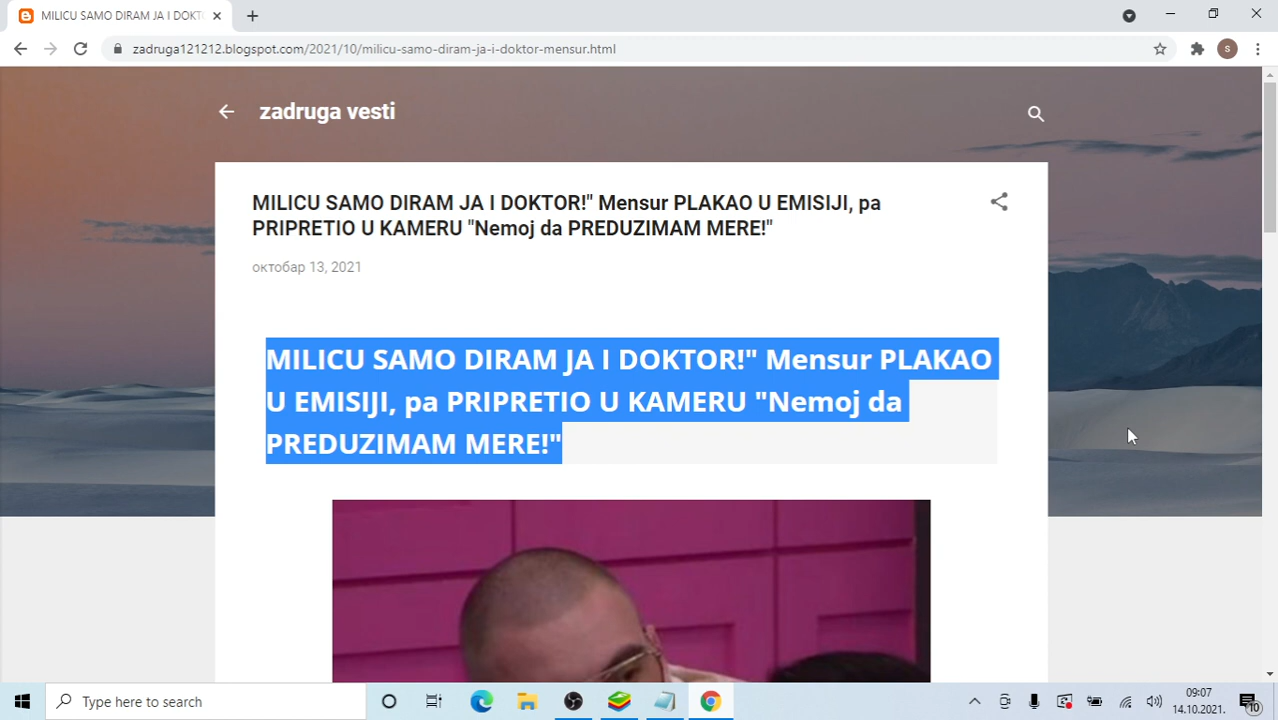 MILICU SAMO DIRAM JA I DOKT
zadruga121212.blogspot.com/2021/10/milicu-samo-diram-ja-i-doktor-mensur.html
S
zadruga vesti
MILICU SAMO DIRAM JA I DOKTOR!" Mensur PLAKAO U EMISIJI, pa
PRIPRETIO U KAMERU "Nemoj da PREDUZIMAM MERE!"
октобар 13, 2021
MILICU SAMO DIRAM JA I DOKTOR!" Mensur PLAKAO
U EMISIJI, pa PRIPRETIO U KAMERU "Nemoj da
PREDUZIMAM MERE!"
Type here to search
09:07
14.10.2021.
10